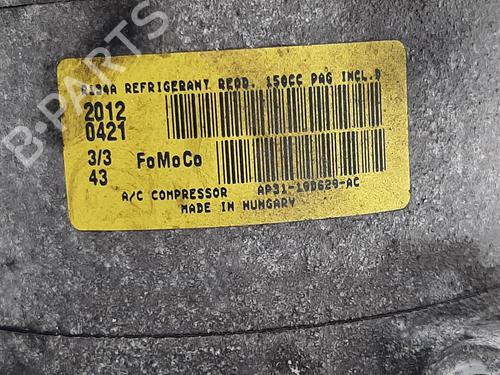 R134A REFRIGERANT REQD. 150CC PAG INCL.D
2012
0421
3/3 FoMoCo
43
A/C COMPRESSOR AP31-19D629-AC
MADE IN HUNGARY
B-PARTS